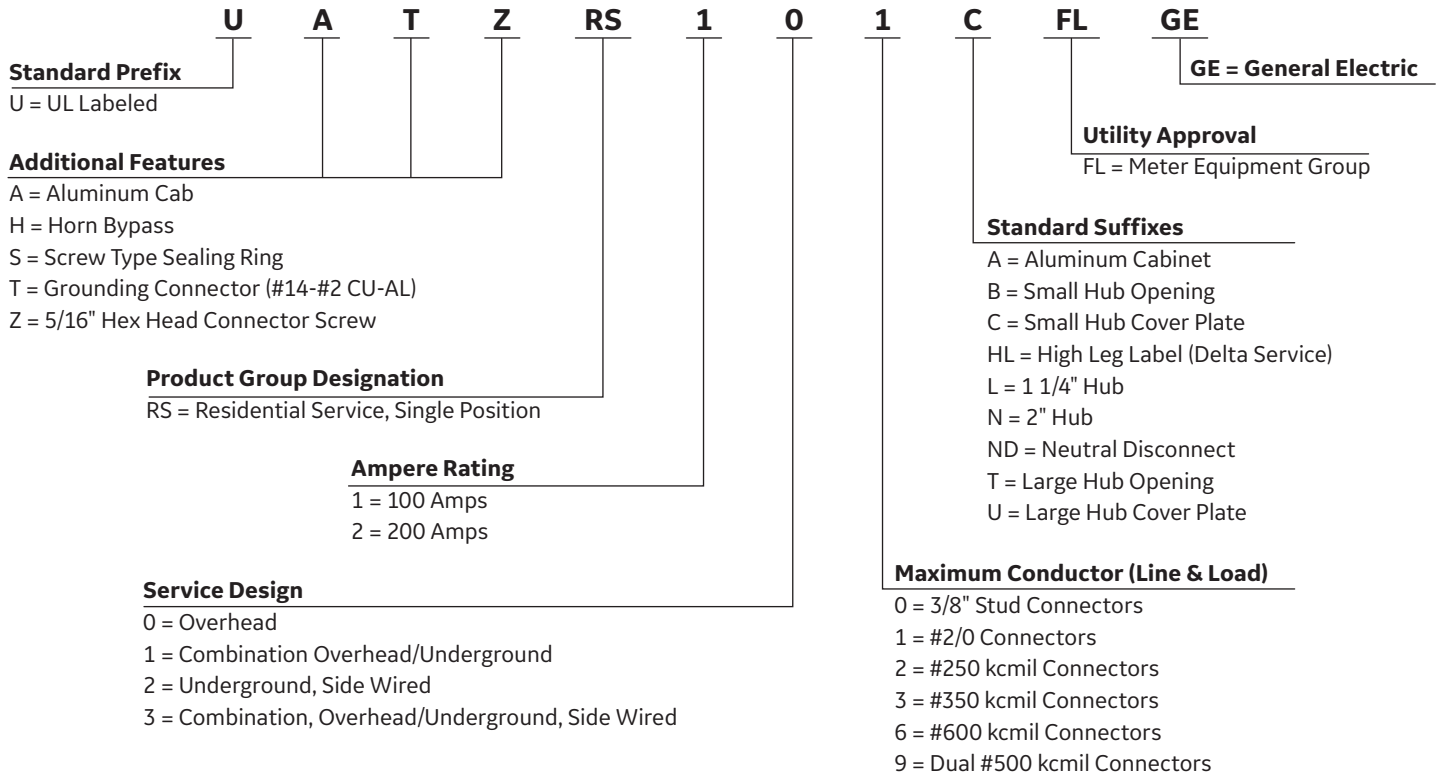 U A T Z RS 1 0 1 C FL GE
Standard Prefix
U = UL Labeled
Additional Features
A = Aluminum Cab
H = Horn Bypass
S = Screw Type Sealing Ring
T = Grounding Connector (#14-#2 CU-AL)
Z = 5/16" Hex Head Connector Screw
Product Group Designation
RS = Residential Service, Single Position
Ampere Rating
1 = 100 Amps
2 = 200 Amps
Service Design
0 = Overhead
1 = Combination Overhead/Underground
2 = Underground, Side Wired
3 = Combination, Overhead/Underground, Side Wired
GE = General Electric
Utility Approval
FL = Meter Equipment Group
Standard Suffixes
A = Aluminum Cabinet
B = Small Hub Opening
C = Small Hub Cover Plate
HL = High Leg Label (Delta Service)
L = 1 1/4" Hub
N = 2" Hub
ND = Neutral Disconnect
T = Large Hub Opening
U = Large Hub Cover Plate
Maximum Conductor (Line & Load)
0 = 3/8" Stud Connectors
1 = #2/0 Connectors
2 = #250 kcmil Connectors
3 = #350 kcmil Connectors
6 = #600 kcmil Connectors
9 = Dual #500 kcmil Connectors